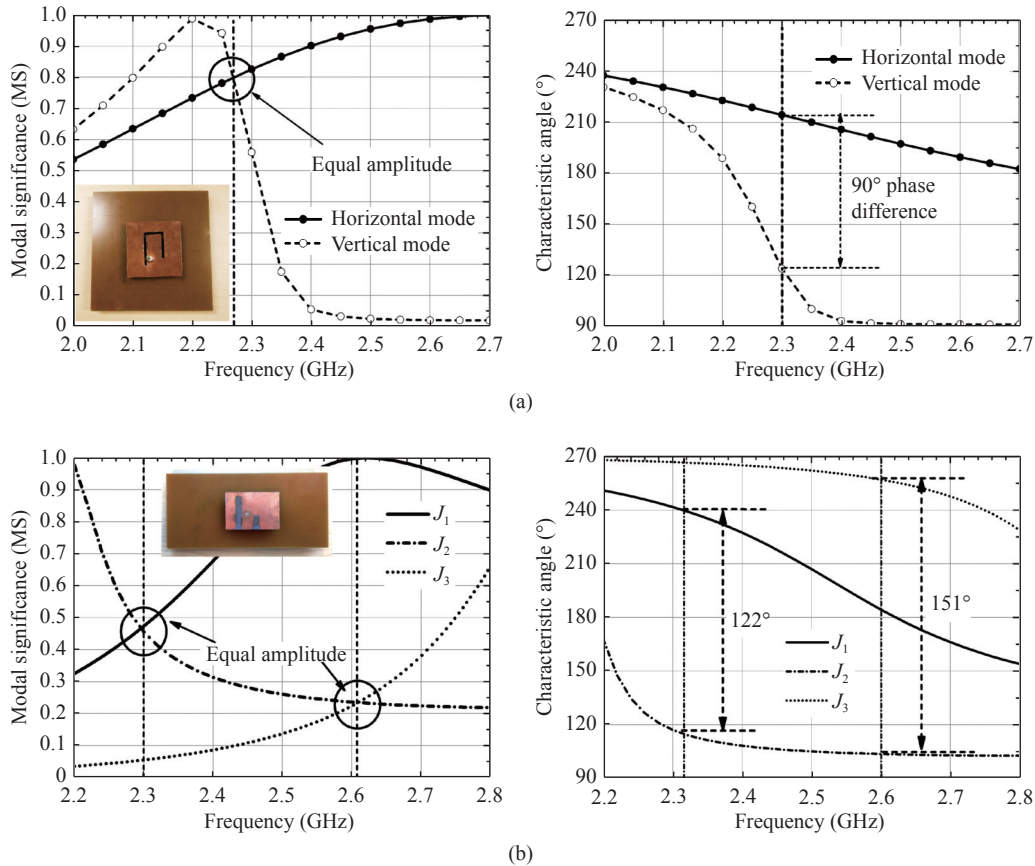 1.0
0.9
0.8
0.7
0.6
0.5
0.4
0.3
0.2
0.1
0
Modal significance (MS)
Equal amplitude
Horizontal mode
Vertical mode
2.0 2.1 2.2 2.3 2.4 2.5 2.6 2.7
Frequency (GHz)
270
240
210
180
150
120
90
Characteristic angle (°)
Horizontal mode
Vertical mode
90° phase
difference
2.0 2.1 2.2 2.3 2.4 2.5 2.6 2.7
Frequency (GHz)
(a)
1.0
0.9
0.8
0.7
0.6
0.5
0.4
0.3
0.2
0.1
0
Modal significance (MS)
J1
J2
J3
Equal amplitude
2.2 2.3 2.4 2.5 2.6 2.7 2.8
Frequency (GHz)
270
240
210
180
150
120
90
Characteristic angle (°)
122°
151°
J1
J2
J3
2.2 2.3 2.4 2.5 2.6 2.7 2.8
Frequency (GHz)
(b)